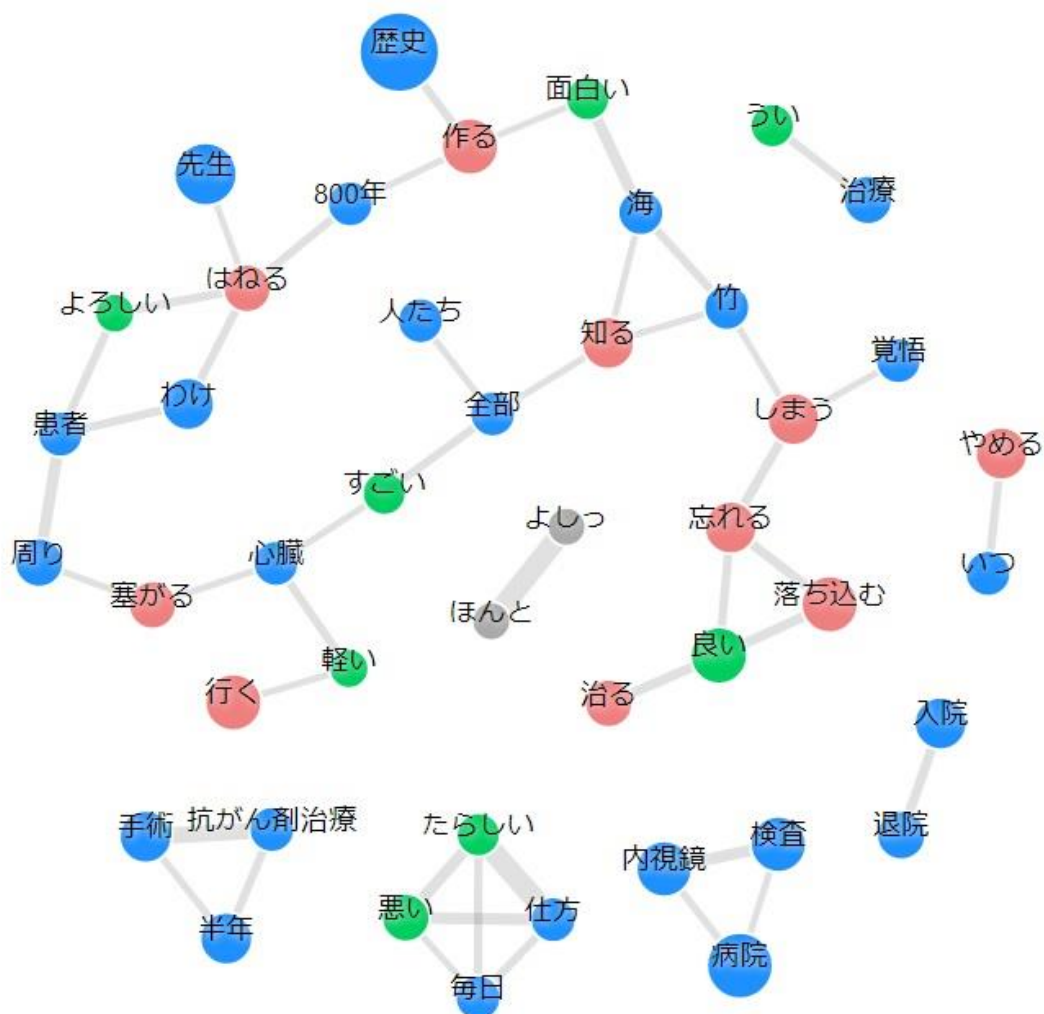 歴史
面白い
うい
作る
先生
800年
治療
海
はねる
よろしい
人たち
竹
知る
覚悟
わけ
全部
しまう
患者
やめる
すごい
よしっ
忘れる
周り
心臓
いつ
塞がる
落ち込む
ほんと
良い
軽い
行く
治る
入院
手術
抗がん剤治療
たらしい
退院
検査
内視鏡
悪い
仕方
半年
病院
毎日